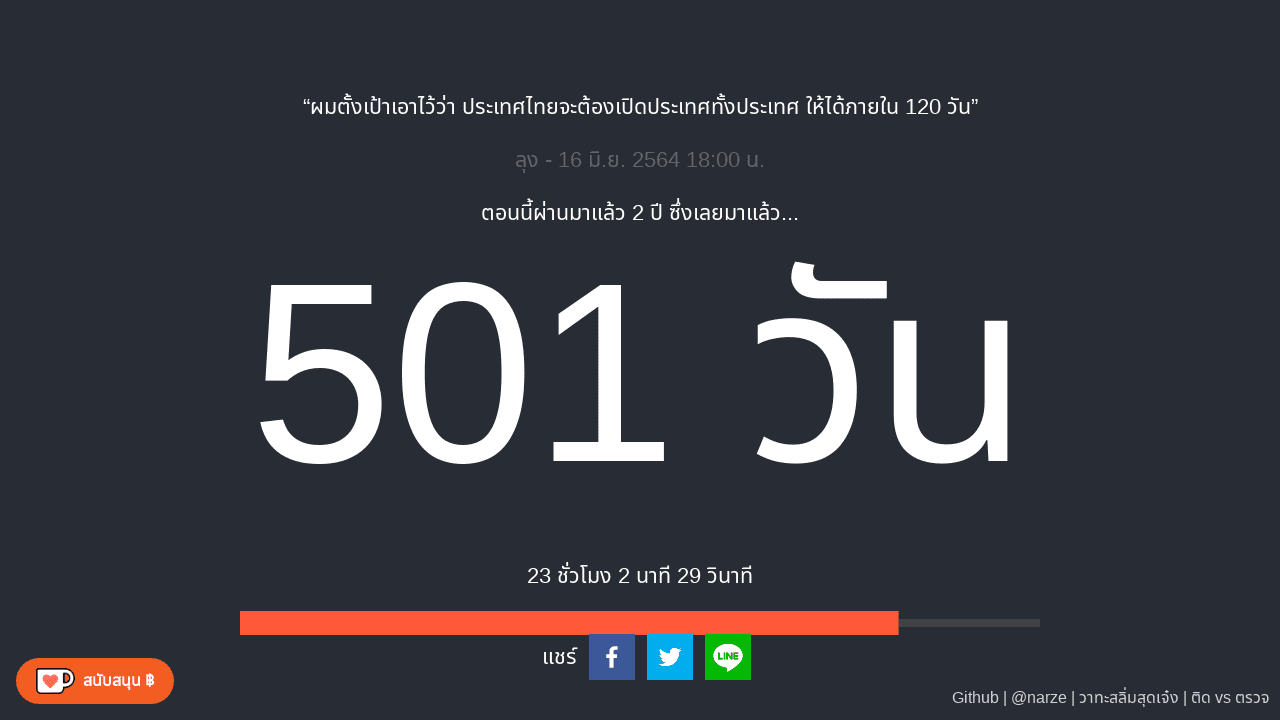 “ผมตั้งเป้าเอาไว้ว่า ประเทศไทยจะต้องเปิดประเทศทั้งประเทศ ให้ได้ภายใน 120 วัน”
ลุง - 16 มิ.ย. 2564 18:00 น.
ตอนนี้ผ่านมาแล้ว 2 ปี ซึ่งเลยมาแล้ว...
501 วัน
23 ชั่วโมง 2 นาที 29 วินาที
แชร์ LINE
สนับสนุน ฿
Github | @narze | วาทะสลิ่มสุดเจ๋ง | ติด vs ตรวจ